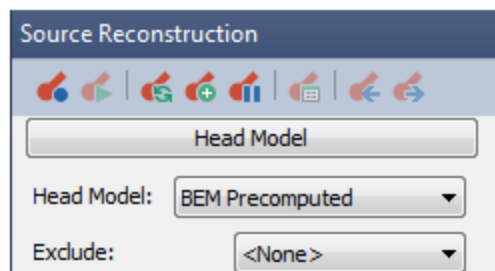 Source Reconstruction
Head Model
Head Model: BEM Precomputed
Exclude: <None>